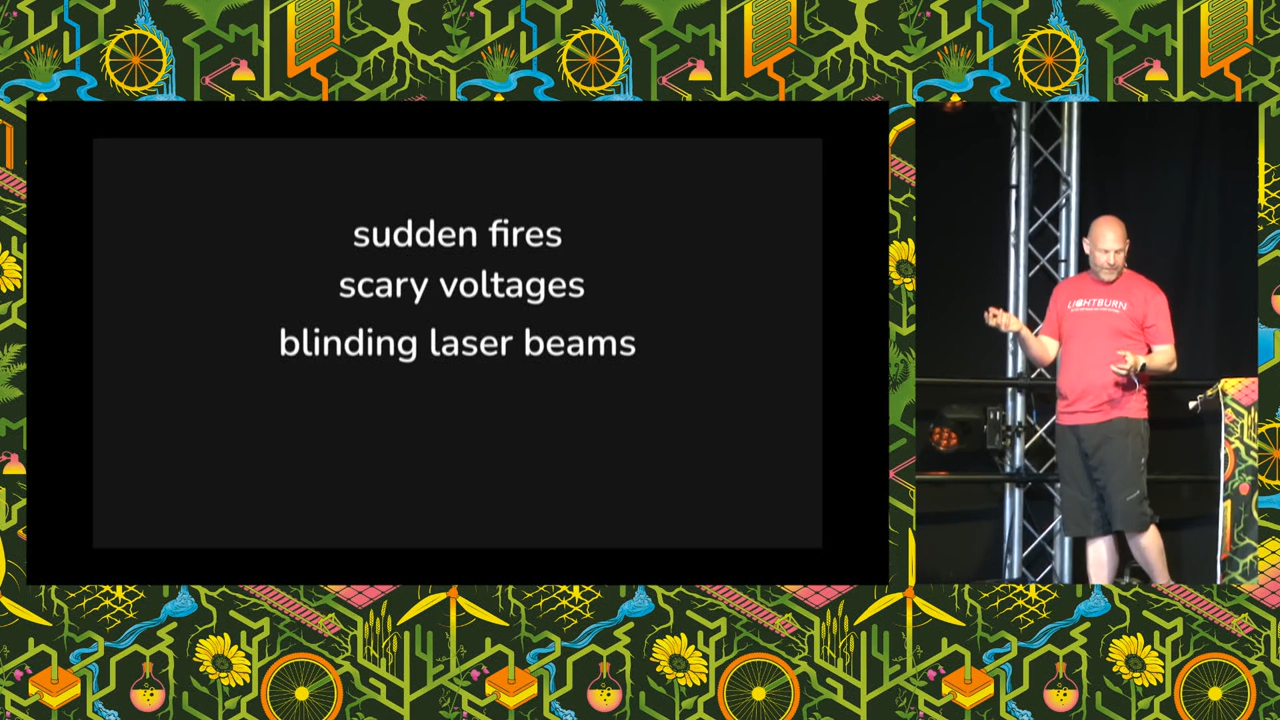 sudden fires
scary voltages
blinding laser beams
LIGHTBURN